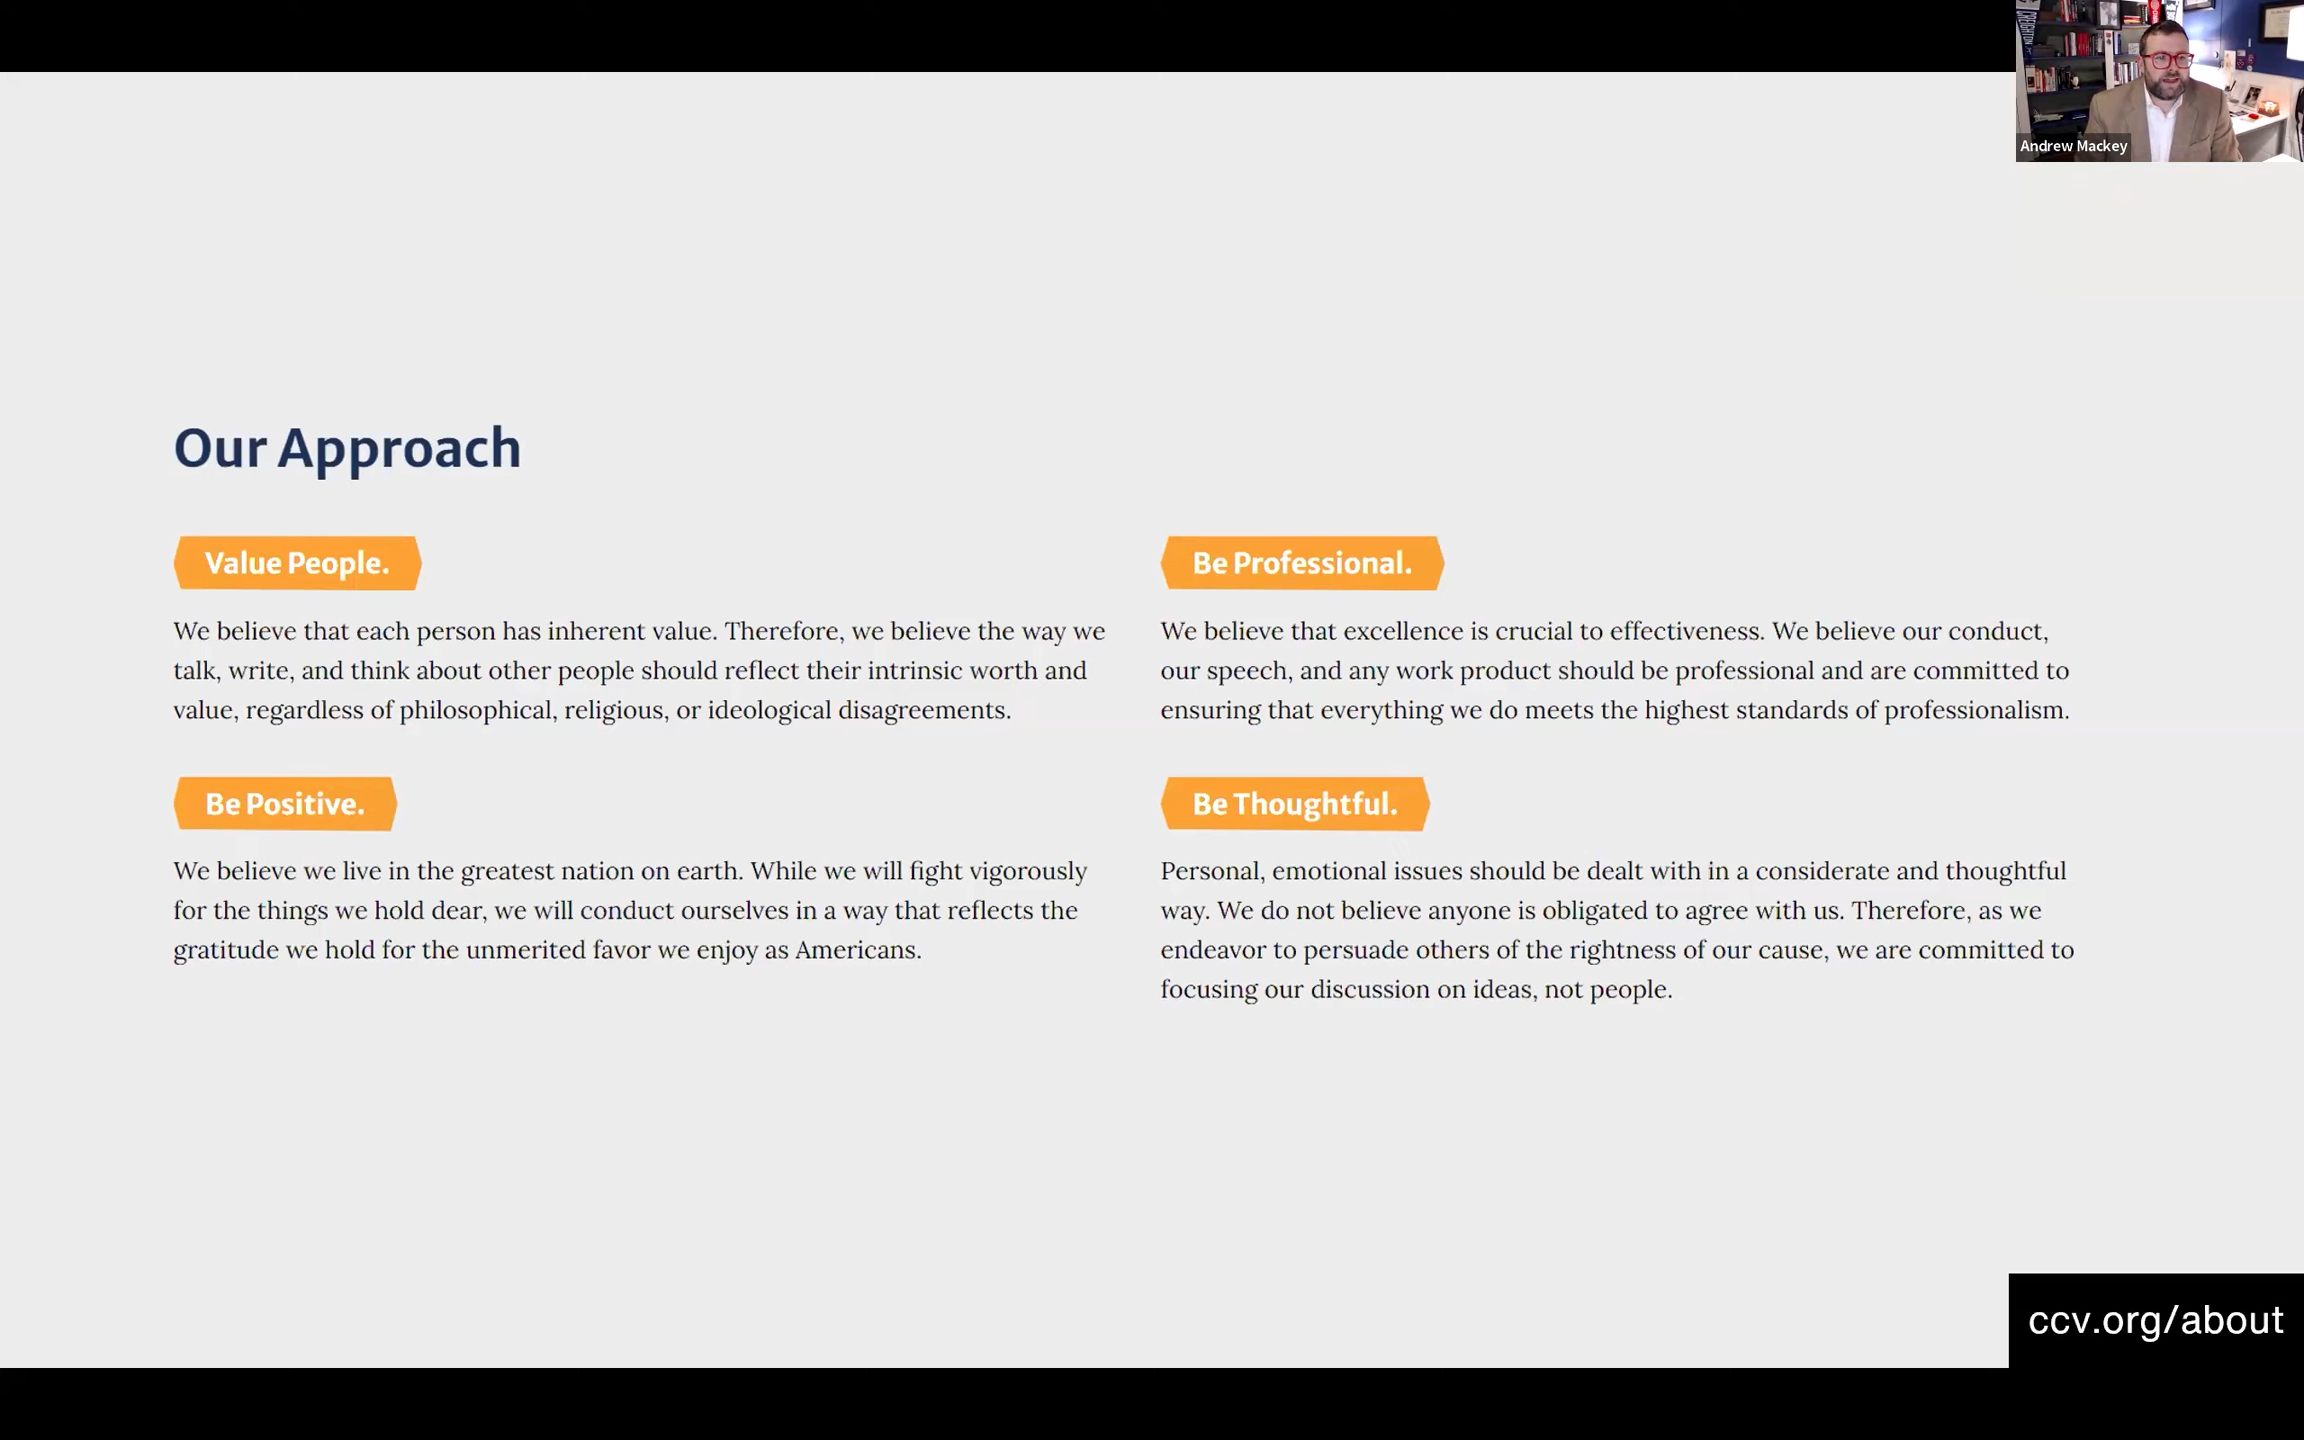 CREIGHTON
Andrew Mackey
Our Approach
Value People.
We believe that each person has inherent value. Therefore, we believe the way we
talk, write, and think about other people should reflect their intrinsic worth and
value, regardless of philosophical, religious, or ideological disagreements.
Be Positive.
We believe we live in the greatest nation on earth. While we will fight vigorously
for the things we hold dear, we will conduct ourselves in a way that reflects the
gratitude we hold for the unmerited favor we enjoy as Americans.
Be Professional.
We believe that excellence is crucial to effectiveness. We believe our conduct,
our speech, and any work product should be professional and are committed to
ensuring that everything we do meets the highest standards of professionalism.
Be Thoughtful.
Personal, emotional issues should be dealt with in a considerate and thoughtful
way. We do not believe anyone is obligated to agree with us. Therefore, as we
endeavor to persuade others of the rightness of our cause, we are committed to
focusing our discussion on ideas, not people.
ccv.org/about